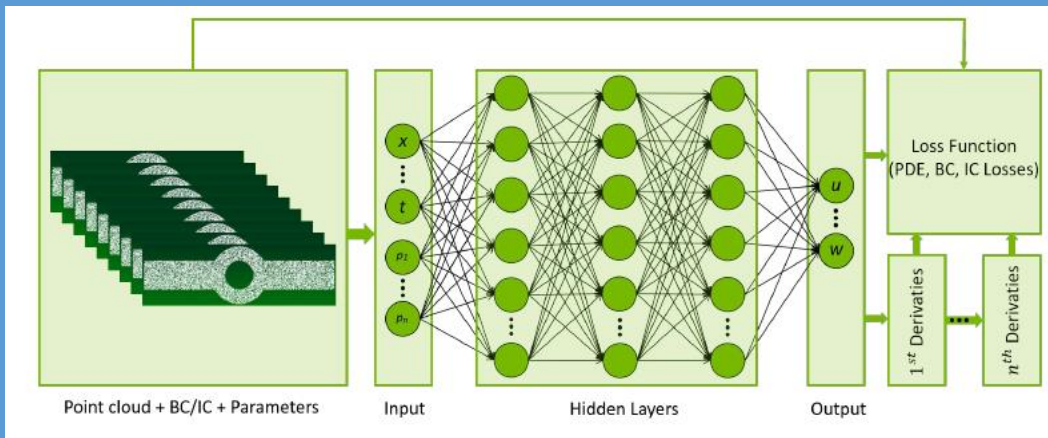 x
t
p1
pn
u
w
Loss Function
(PDE, BC, IC Losses)
1st Derivaties
nth Derivaties
Point cloud + BC/IC + Parameters
Input
Hidden Layers
Output